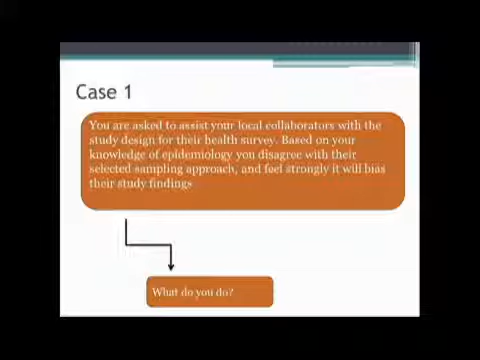 Case 1
You are asked to assist your local collaborators with the
study design for their health survey. Based on your
knowledge of epidemiology you disagree with their
selected sampling approach, and feel strongly it will bias
their study findings
What do you do?